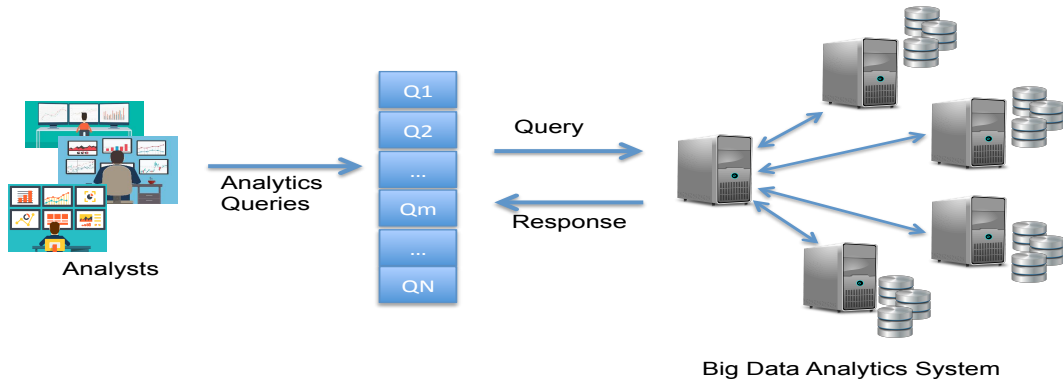 Analysts
Analytics
Queries
Q1
Q2
...
Qm
...
QN
Query
Response
Big Data Analytics System